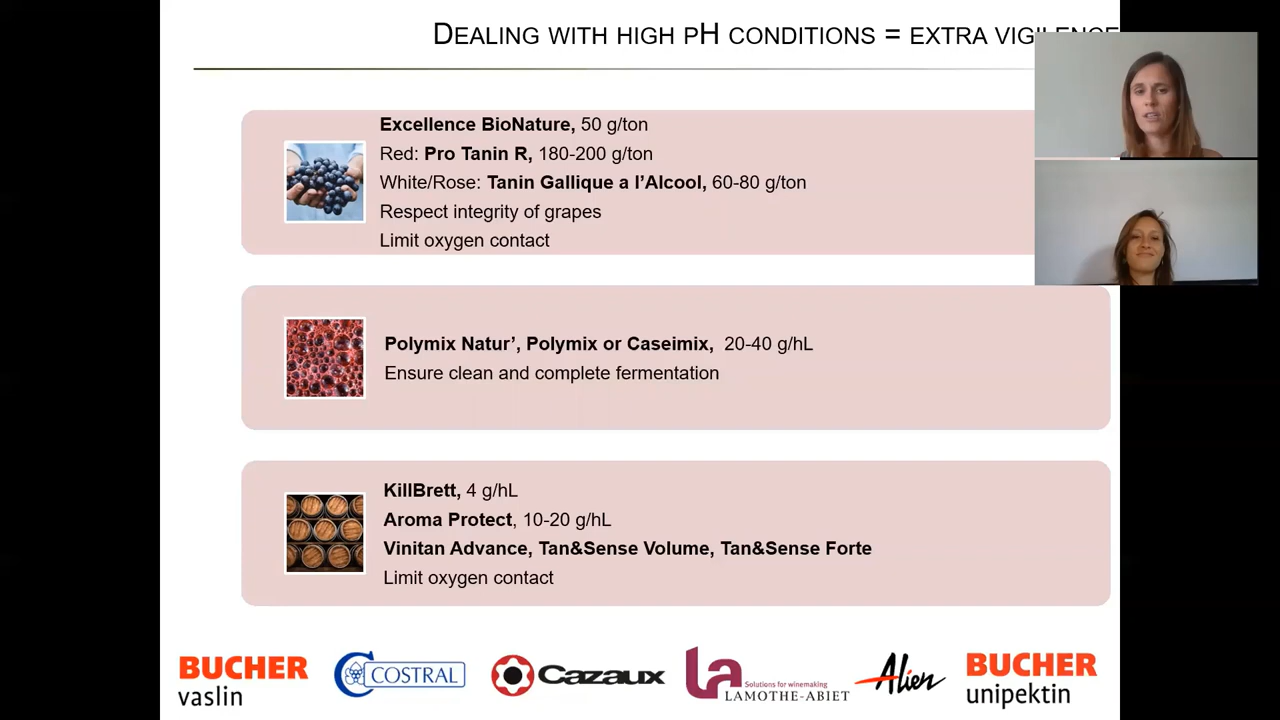 DEALING WITH HIGH PH CONDITIONS = EXTRA VIGILENCE
Excellence BioNature, 50 g/ton
Red: Pro Tanin R, 180-200 g/ton
White/Rose: Tanin Gallique a l’Alcool, 60-80 g/ton
Respect integrity of grapes
Limit oxygen contact
Polymix Natur’, Polymix or Caseimix, 20-40 g/hL
Ensure clean and complete fermentation
KillBrett, 4 g/hL
Aroma Protect, 10-20 g/hL
Vinitan Advance, Tan&Sense Volume, Tan&Sense Forte
Limit oxygen contact
BUCHER
vaslin
COSTRAL
Cazaux
la
Solutions for winemaking
LAMOTHE-ABIET
Alien
BUCHER
unipektin